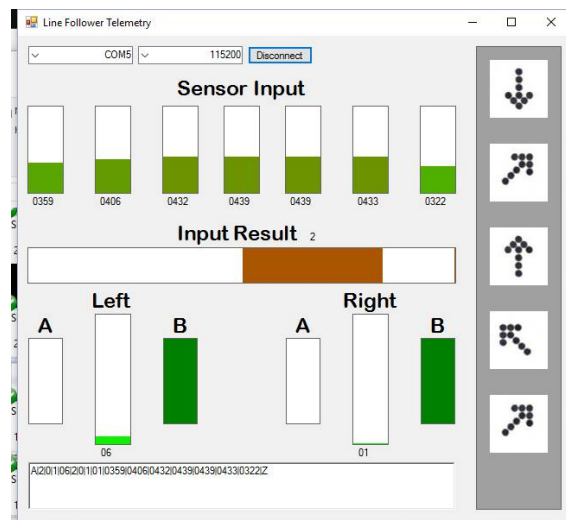 Line Follower Telemetry
COM5 115200 Disconnect
Sensor Input
0359 0406 0432 0439 0439 0433 0322
Input Result 2
Left Right
A B A B
06 01
A|2|0|1|06|2|0|1|01|0359|0406|0432|0439|0439|0433|0322|Z